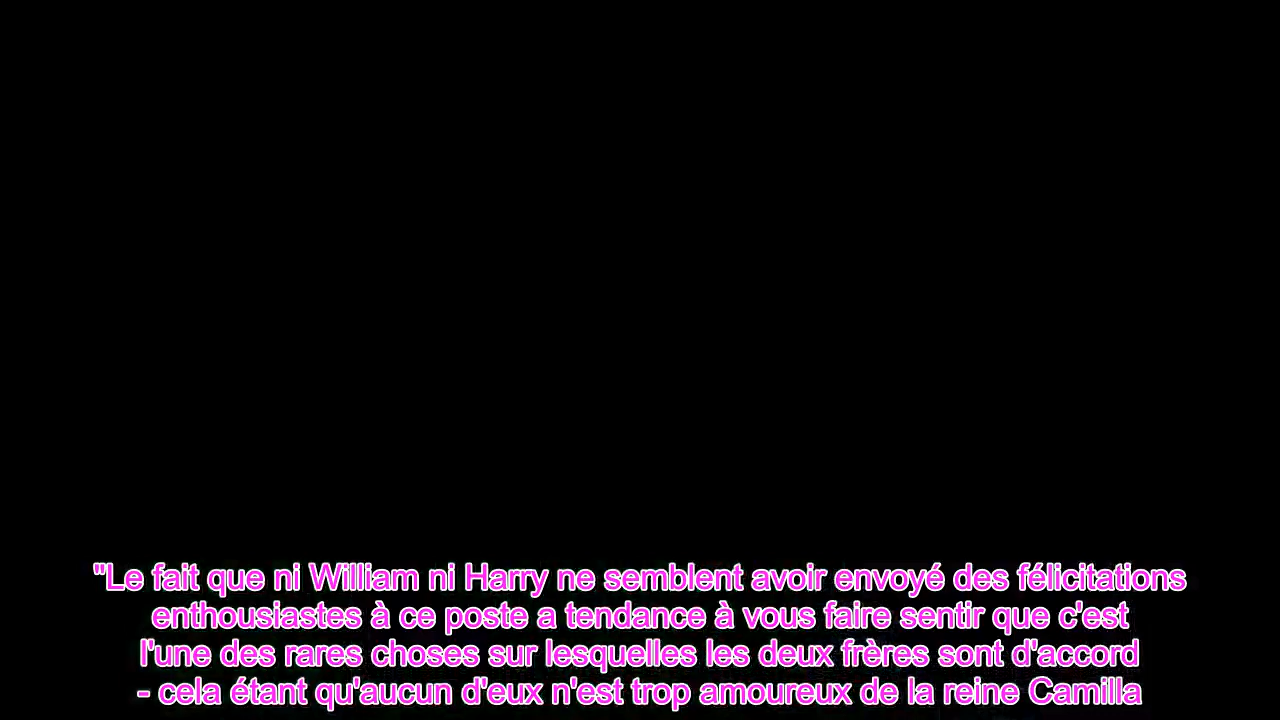 "Le fait que ni William ni Harry ne semblent avoir envoyé des félicitations
enthousiastes à ce poste a tendance à vous faire sentir que c'est
l'une des rares choses sur lesquelles les deux frères sont d'accord
- cela étant qu'aucun d'eux n'est trop amoureux de la reine Camilla